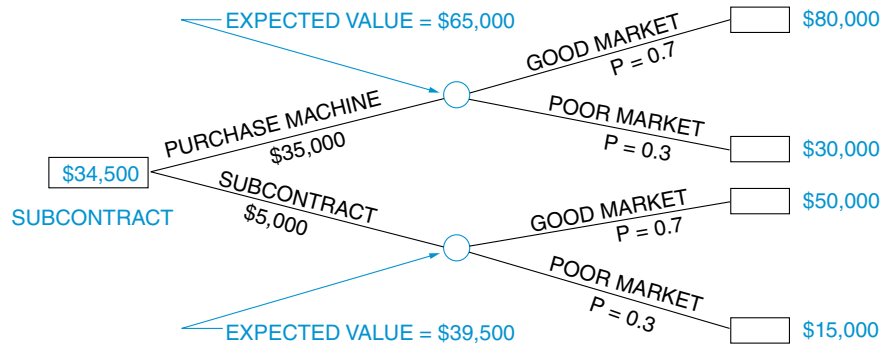 EXPECTED VALUE = $65,000
$80,000
GOOD MARKET
P = 0.7
PURCHASE MACHINE
$35,000
POOR MARKET
P = 0.3
$30,000
$34,500
SUBCONTRACT
SUBCONTRACT
$5,000
GOOD MARKET
P = 0.7
$50,000
POOR MARKET
P = 0.3
$15,000
EXPECTED VALUE = $39,500